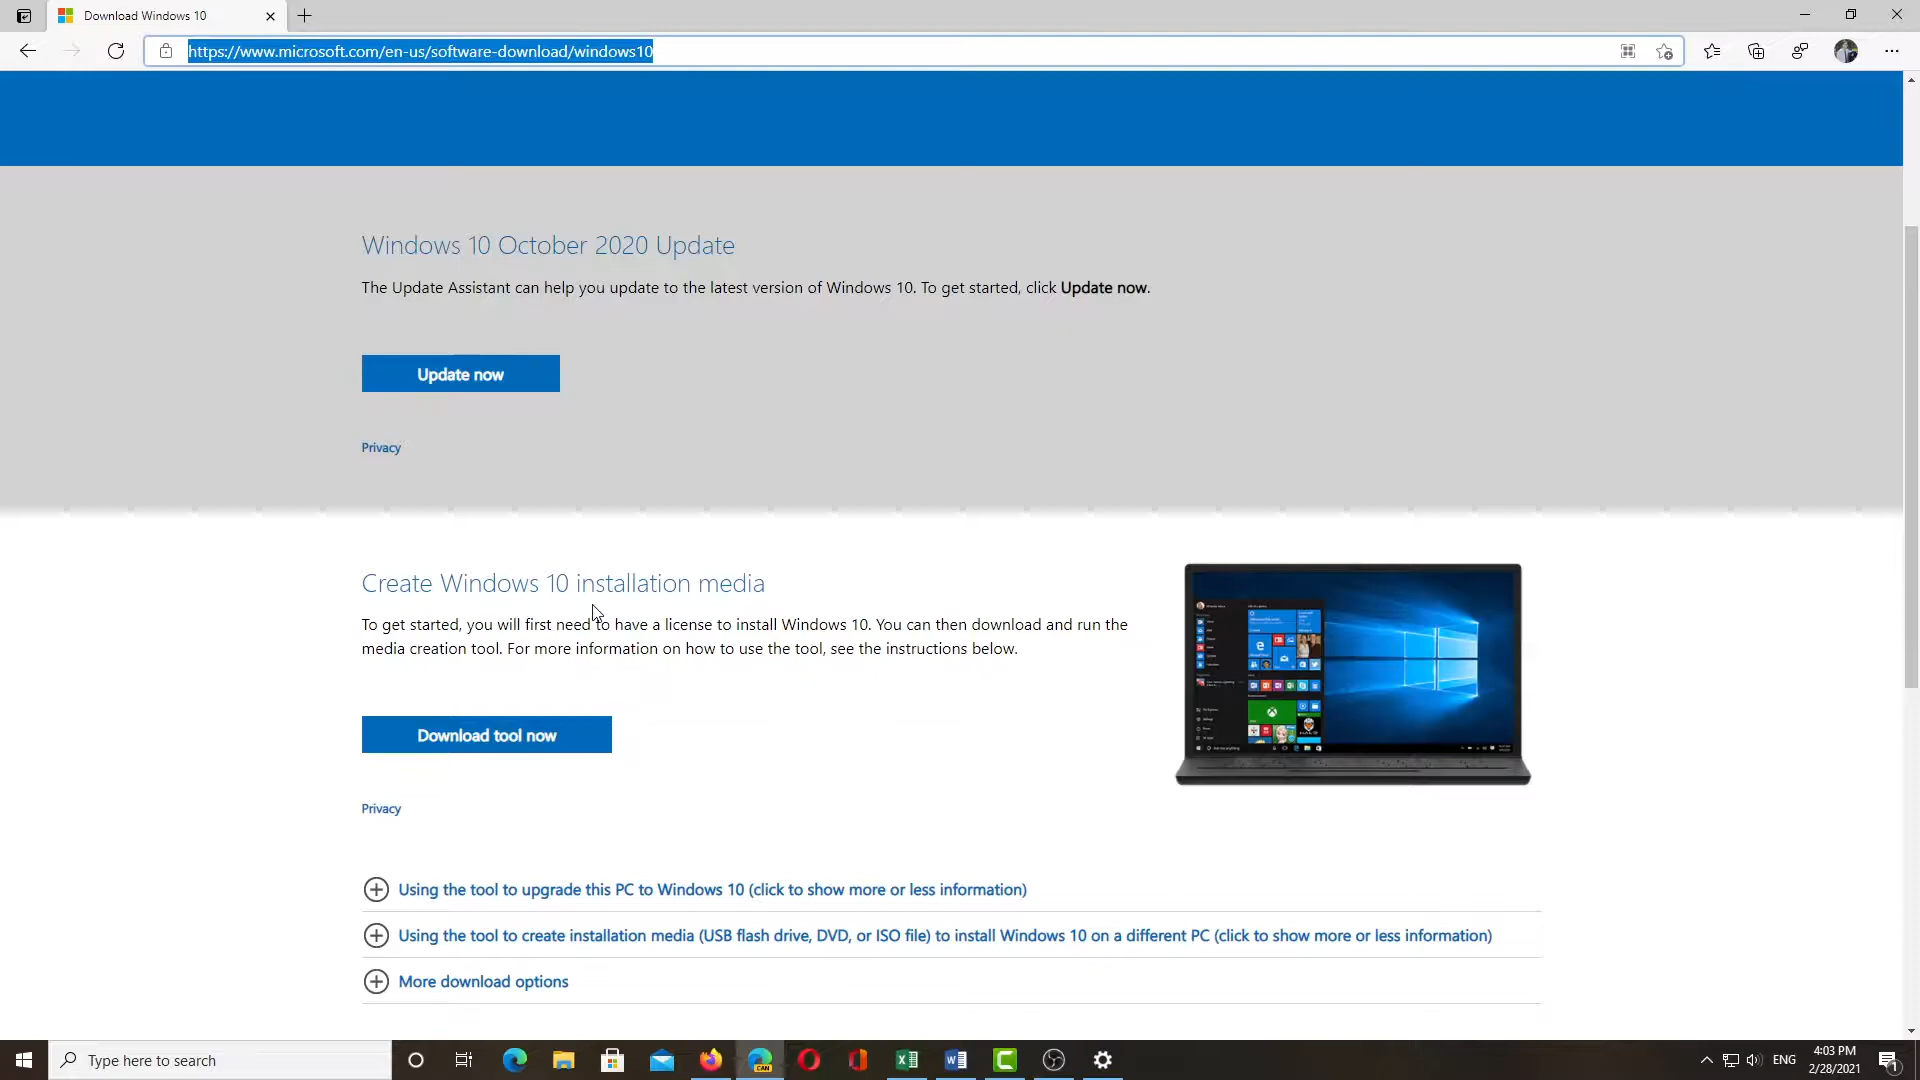 Download Windows 10
https://www.microsoft.com/en-us/software-download/windows10
Windows 10 October 2020 Update
The Update Assistant can help you update to the latest version of Windows 10. To get started, click Update now.
Update now
Privacy
Create Windows 10 installation media
To get started, you will first need to have a license to install Windows 10. You can then download and run the
media creation tool. For more information on how to use the tool, see the instructions below.
Download tool now
Privacy
Using the tool to upgrade this PC to Windows 10 (click to show more or less information)
Using the tool to create installation media (USB flash drive, DVD, or ISO file) to install Windows 10 on a different PC (click to show more or less information)
More download options
Type here to search
CAN
ENG
4:03 PM
2/28/2021
1